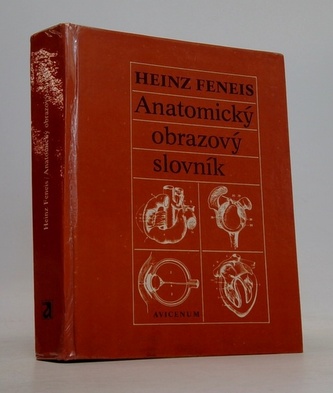 HEINZ FENEIS
Anatomický
obrazový
slovník
AVICENUM
Heinz Feneis / Anatomický obrazový slovník
a